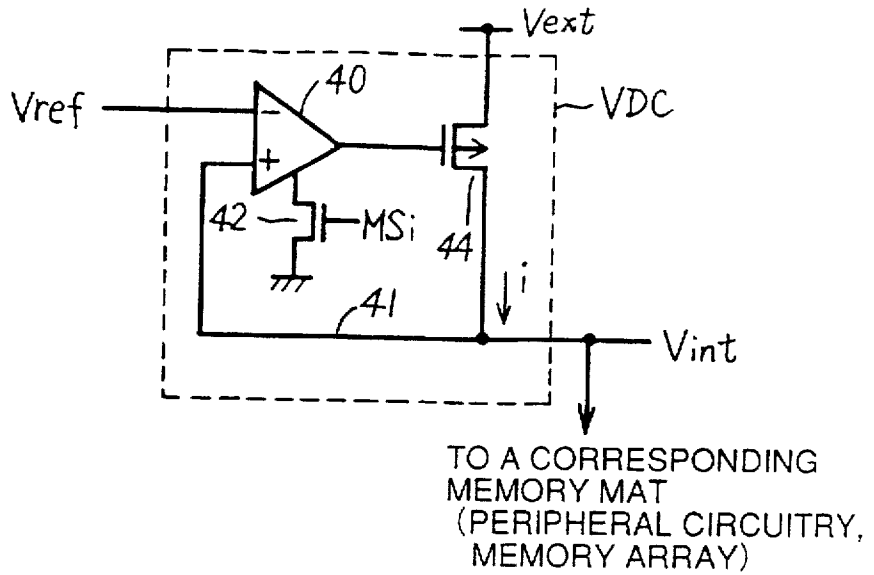 Vext
40
Vref
VDC
-
+
42
MSi
44
i
41
Vint
TO A CORRESPONDING
MEMORY MAT
(PERIPHERAL CIRCUITRY,
MEMORY ARRAY)